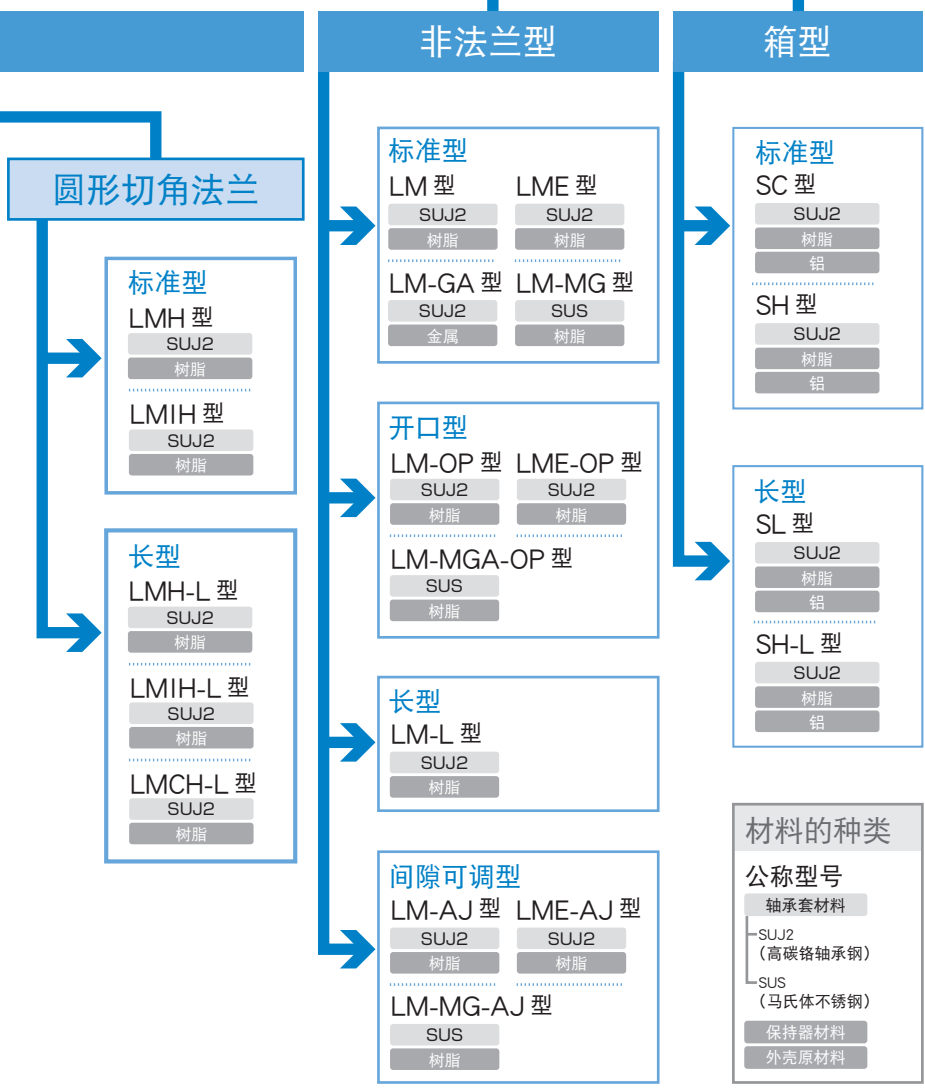 非法兰型
箱型
圆形切角法兰
标准型
LMH 型
SUJ2
树脂
LMIH 型
SUJ2
树脂
长型
LMH-L 型
SUJ2
树脂
LMIH-L 型
SUJ2
树脂
LMCH-L 型
SUJ2
树脂
标准型
LM 型 LME 型
SUJ2 SUJ2
树脂 树脂
LM-GA 型 LM-MG 型
SUJ2 SUS
金属 树脂
开口型
LM-OP 型 LME-OP 型
SUJ2 SUJ2
树脂 树脂
LM-MGA-OP 型
SUS
树脂
长型
LM-L 型
SUJ2
树脂
间隙可调型
LM-AJ 型 LME-AJ 型
SUJ2 SUJ2
树脂 树脂
LM-MG-AJ 型
SUS
树脂
标准型
SC 型
SUJ2
树脂
铝
SH 型
SUJ2
树脂
铝
长型
SL 型
SUJ2
树脂
铝
SH-L 型
SUJ2
树脂
铝
材料的种类
公称型号
轴承套材料
SUJ2
（高碳铬轴承钢）
SUS
（马氏体不锈钢）
保持器材料
外壳原材料